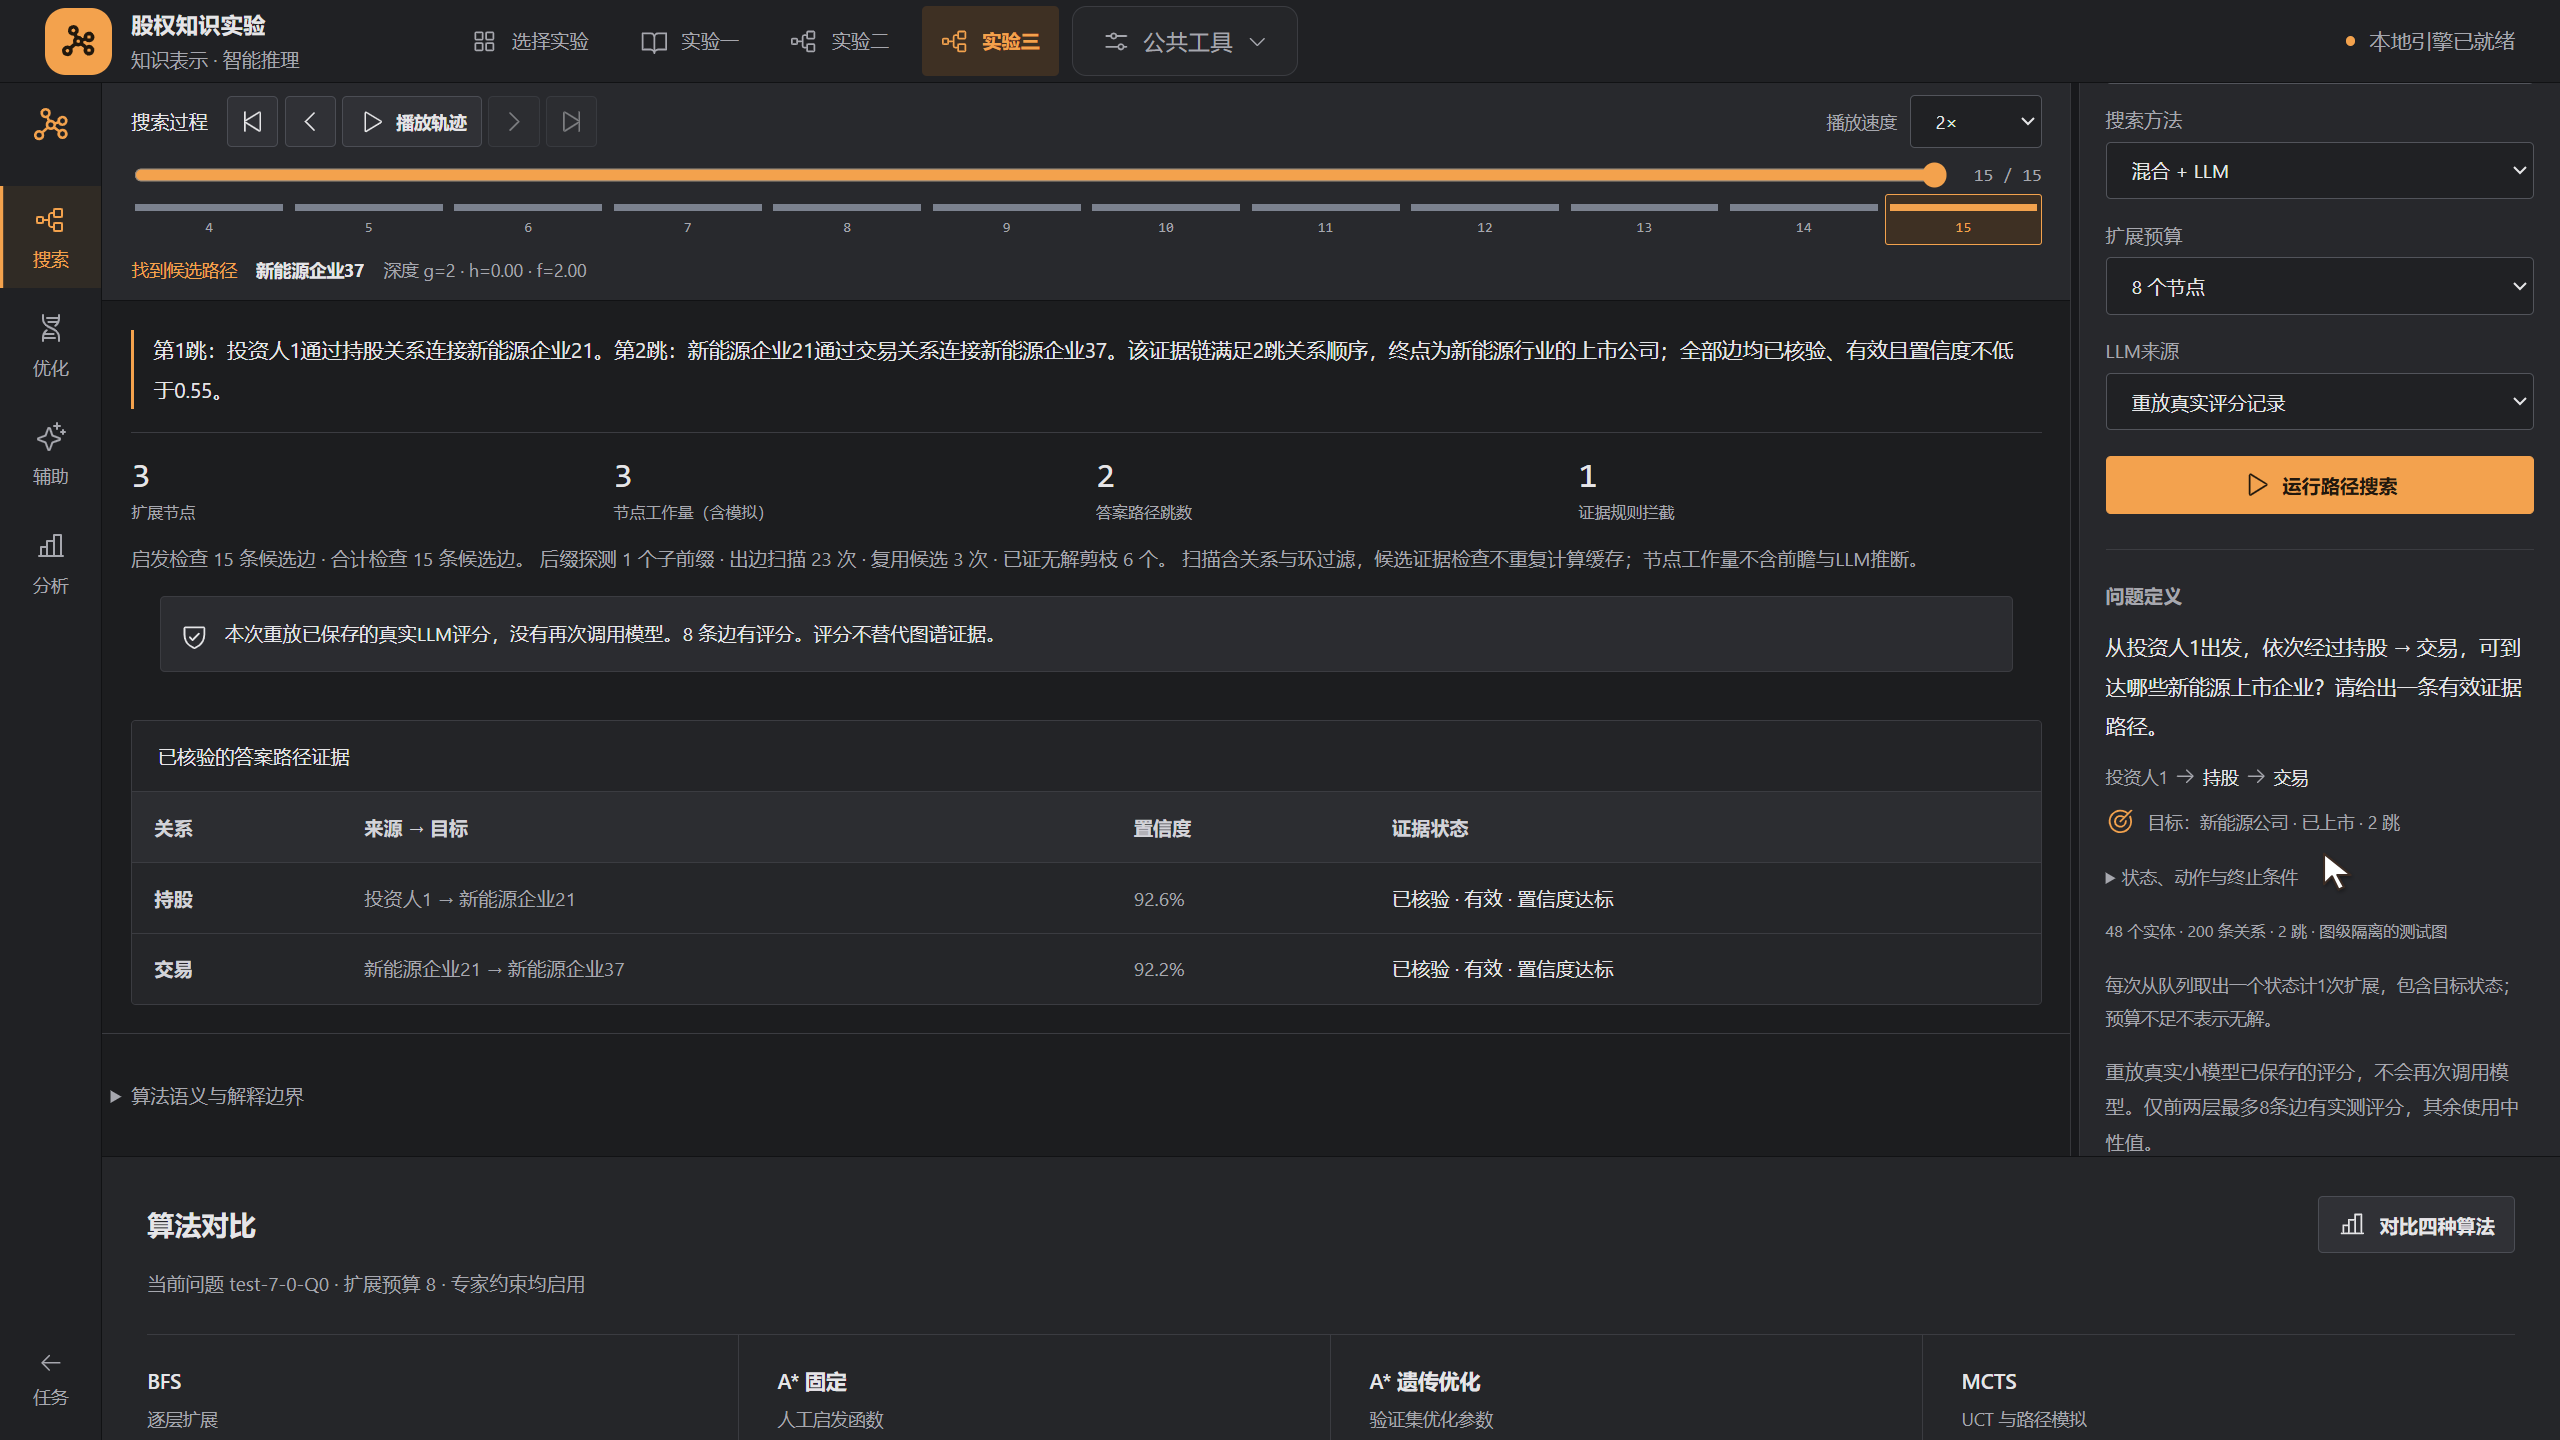 股权知识实验
知识表示 · 智能推理
选择实验
实验一
实验二
实验三
公共工具
本地引擎已就绪
搜索
优化
辅助
分析
任务
搜索过程
播放轨迹
播放速度
2×
15 / 15
4
5
6
7
8
9
10
11
12
13
14
15
找到候选路径 新能源企业37 深度 g=2 · h=0.00 · f=2.00
第1跳：投资人1通过持股关系连接新能源企业21。第2跳：新能源企业21通过交易关系连接新能源企业37。该证据链满足2跳关系顺序，终点为新能源行业的上市公司；全部边均已核验、有效且置信度不低
于0.55。
3
扩展节点
3
节点工作量（含模拟）
2
答案路径跳数
1
证据规则拦截
启发检查 15 条候选边 · 合计检查 15 条候选边。 后缀探测 1 个子前缀 · 出边扫描 23 次 · 复用候选 3 次 · 已证无解剪枝 6 个。 扫描含关系与环过滤，候选证据检查不重复计算缓存；节点工作量不含前瞻与LLM推断。
本次重放已保存的真实LLM评分，没有再次调用模型。8 条边有评分。评分不替代图谱证据。
已核验的答案路径证据
关系 来源 → 目标 置信度 证据状态
持股 投资人1 → 新能源企业21 92.6% 已核验 · 有效 · 置信度达标
交易 新能源企业21 → 新能源企业37 92.2% 已核验 · 有效 · 置信度达标
算法语义与解释边界
搜索方法
混合 + LLM
扩展预算
8 个节点
LLM来源
重放真实评分记录
运行路径搜索
问题定义
从投资人1出发，依次经过持股 → 交易，可到
达哪些新能源上市企业？请给出一条有效证据
路径。
投资人1 → 持股 → 交易
目标：新能源公司 · 已上市 · 2 跳
状态、动作与终止条件
48 个实体 · 200 条关系 · 2 跳 · 图级隔离的测试图
每次从队列取出一个状态计1次扩展，包含目标状态；
预算不足不表示无解。
重放真实小模型已保存的评分，不会再次调用模
型。仅前两层最多8条边有实测评分，其余使用中
性值。
算法对比
对比四种算法
当前问题 test-7-0-Q0 · 扩展预算 8 · 专家约束均启用
BFS
逐层扩展
A* 固定
人工启发函数
A* 遗传优化
验证集优化参数
MCTS
UCT 与路径模拟